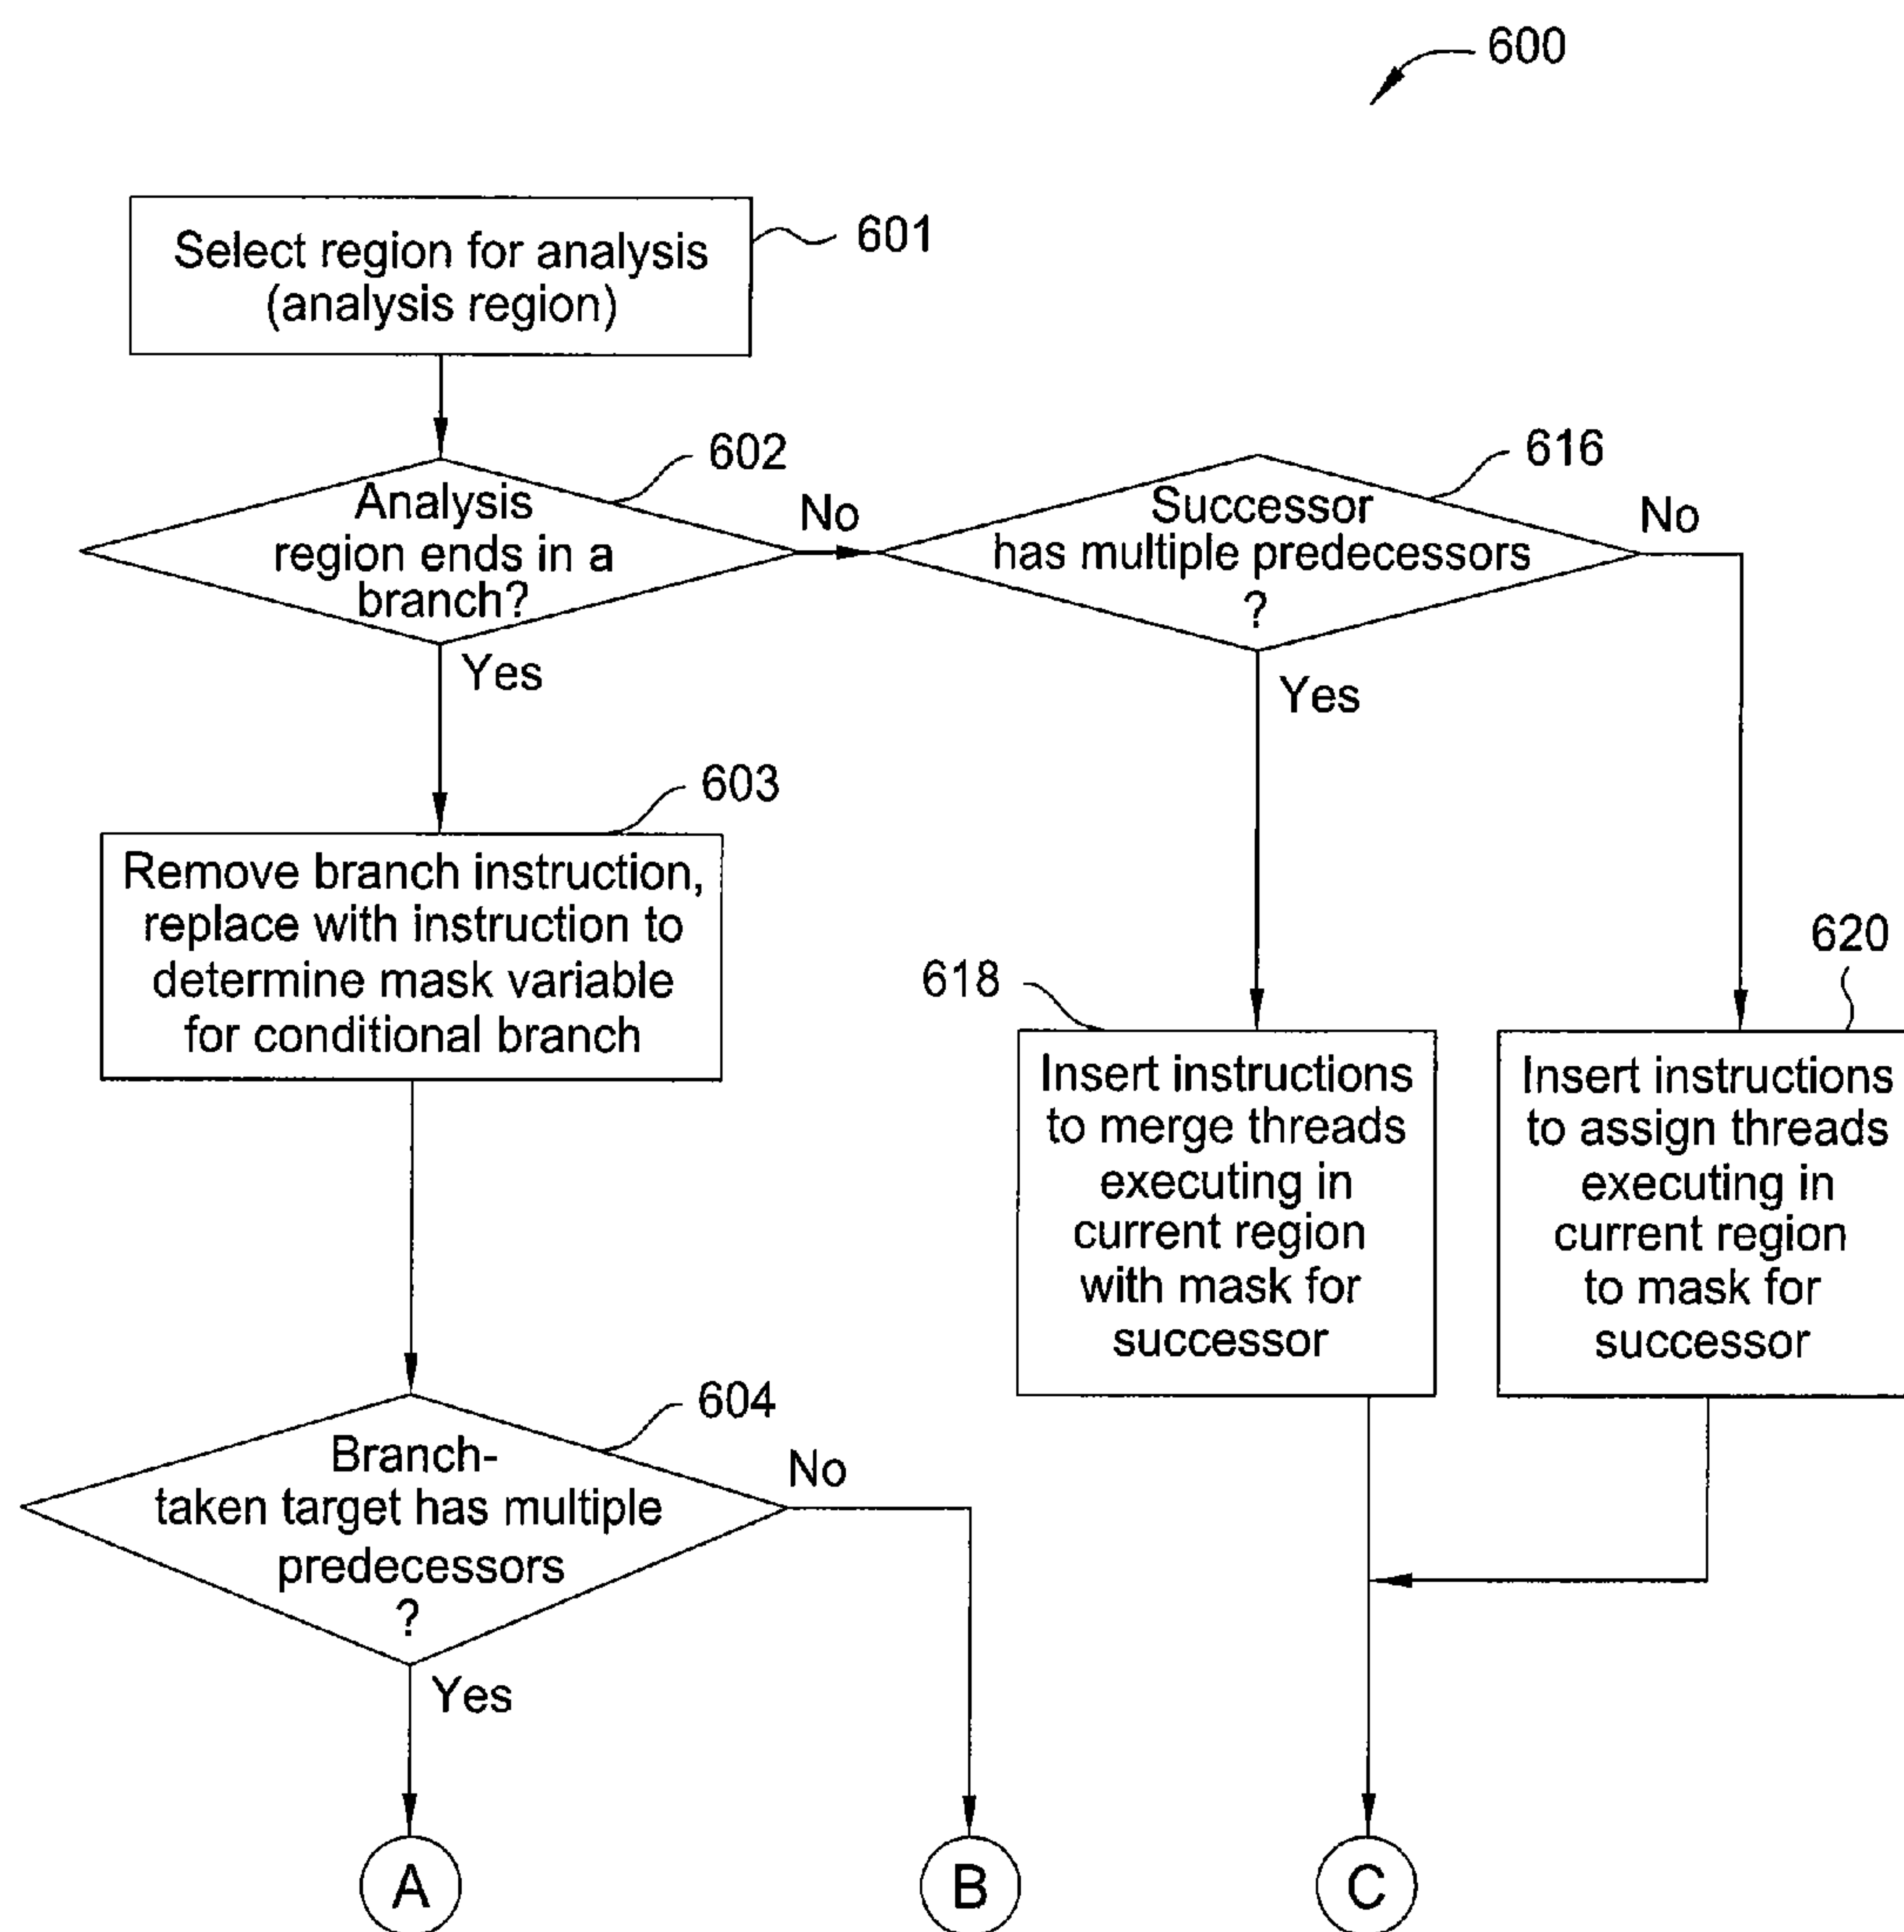 600
Select region for analysis
(analysis region)
601
602
Analysis
region ends in a
branch?
No
Yes
616
Successor
has multiple predecessors
?
No
Yes
603
Remove branch instruction,
replace with instruction to
determine mask variable
for conditional branch
618
Insert instructions
to merge threads
executing in
current region
with mask for
successor
620
Insert instructions
to assign threads
executing in
current region
to mask for
successor
604
Branch-
taken target has multiple
predecessors
?
No
Yes
A
B
C